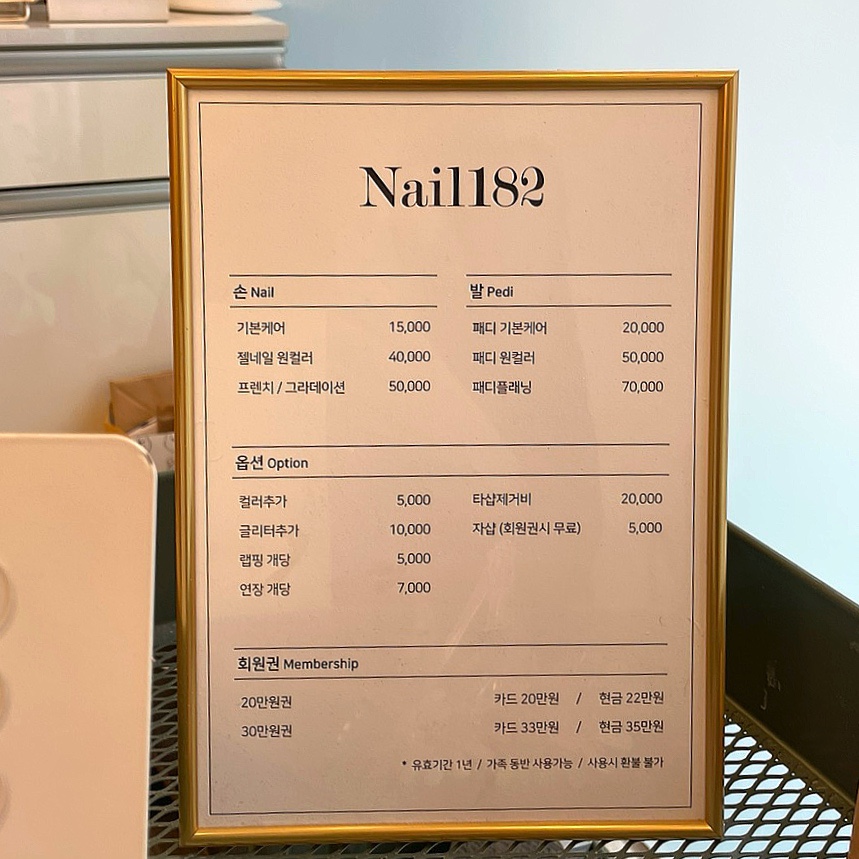 Nail182
손 Nail
기본케어 15,000
젤네일 원컬러 40,000
프렌치 / 그라데이션 50,000
발 Pedi
패디 기본케어 20,000
패디 원컬러 50,000
패디플래닝 70,000
옵션 Option
컬러추가 5,000
글리터추가 10,000
랩핑 개당 5,000
연장 개당 7,000
타샵제거비 20,000
자샵 (회원권시 무료) 5,000
회원권 Membership
20만원권 카드 20만원 / 현금 22만원
30만원권 카드 33만원 / 현금 35만원
* 유효기간 1년 / 가족 동반 사용가능 / 사용시 환불 불가